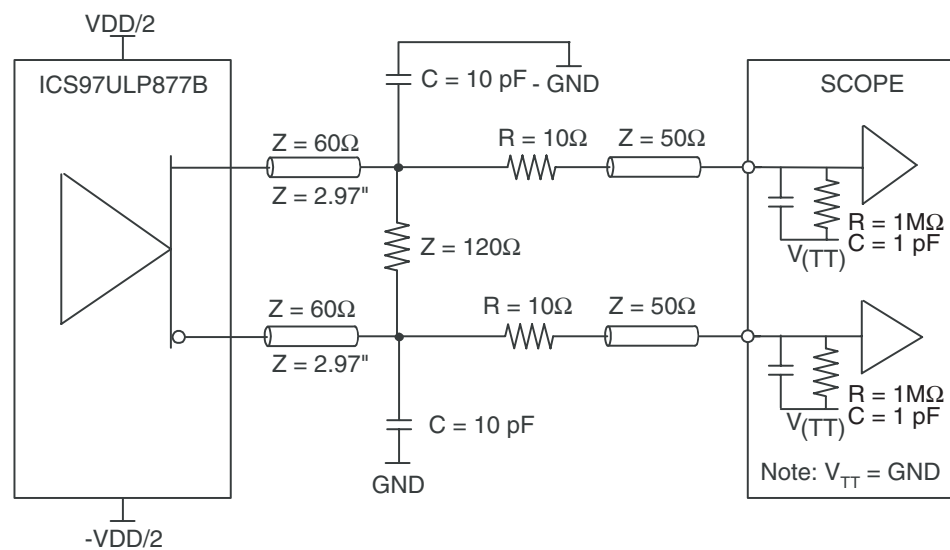 VDD/2
ICS97ULP877B
C = 10 pF
- GND
SCOPE
Z = 60Ω
R = 10Ω
Z = 50Ω
Z = 2.97"
R = 1MΩ
C = 1 pF
V(TT)
Z = 120Ω
Z = 60Ω
R = 10Ω
Z = 50Ω
Z = 2.97"
R = 1MΩ
C = 1 pF
V(TT)
C = 10 pF
GND
Note: VTT = GND
-VDD/2